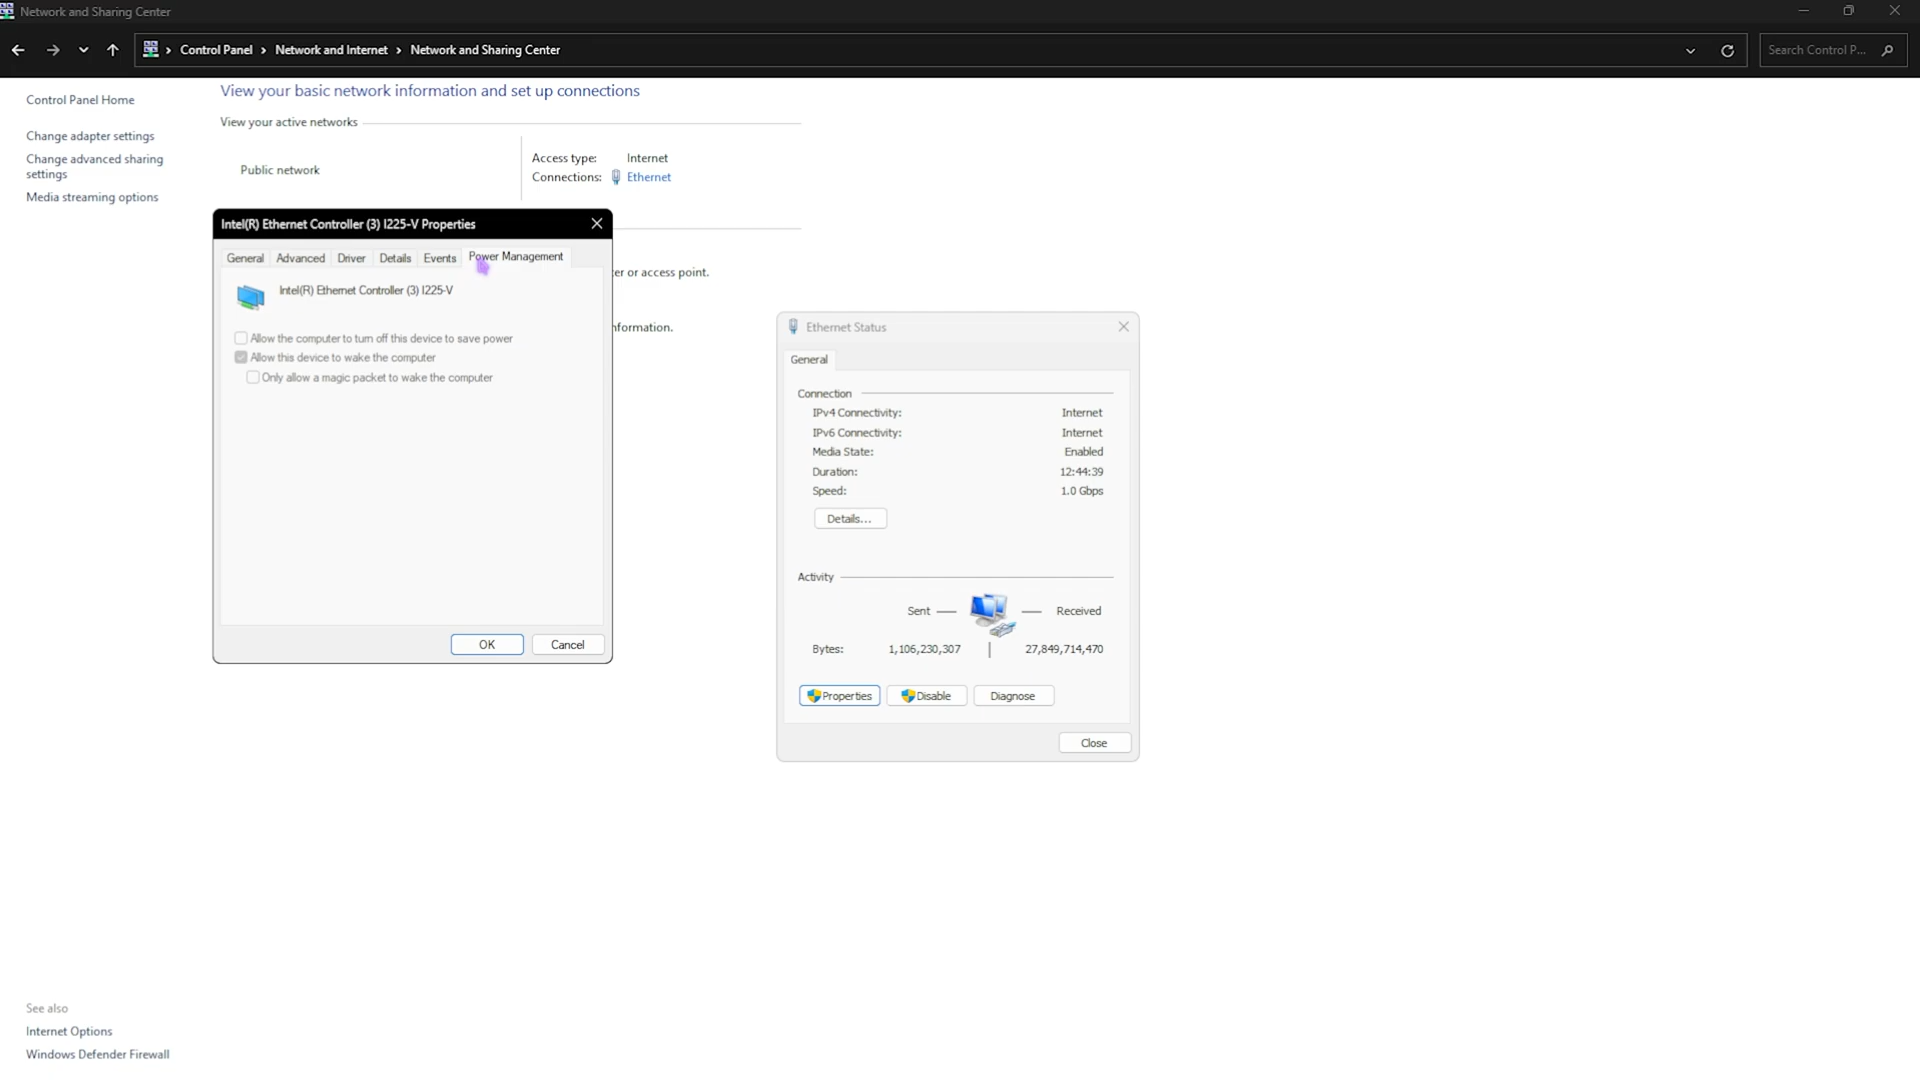 Network and Sharing Center
Control Panel > Network and Internet > Network and Sharing Center
Search Control P...
Control Panel Home
Change adapter settings
Change advanced sharing
settings
Media streaming options
View your basic network information and set up connections
View your active networks
Public network
Access type: Internet
Connections: Ethernet
er or access point.
nformation.
Intel(R) Ethernet Controller (3) I225-V Properties
General Advanced Driver Details Events Power Management
Intel(R) Ethernet Controller (3) I225-V
Allow the computer to turn off this device to save power
Allow this device to wake the computer
Only allow a magic packet to wake the computer
OK Cancel
Ethernet Status
General
Connection
IPv4 Connectivity: Internet
IPv6 Connectivity: Internet
Media State: Enabled
Duration: 12:44:39
Speed: 1.0 Gbps
Details...
Activity
Sent Received
Bytes: 1,106,230,307 27,849,714,470
Properties Disable Diagnose
Close
See also
Internet Options
Windows Defender Firewall